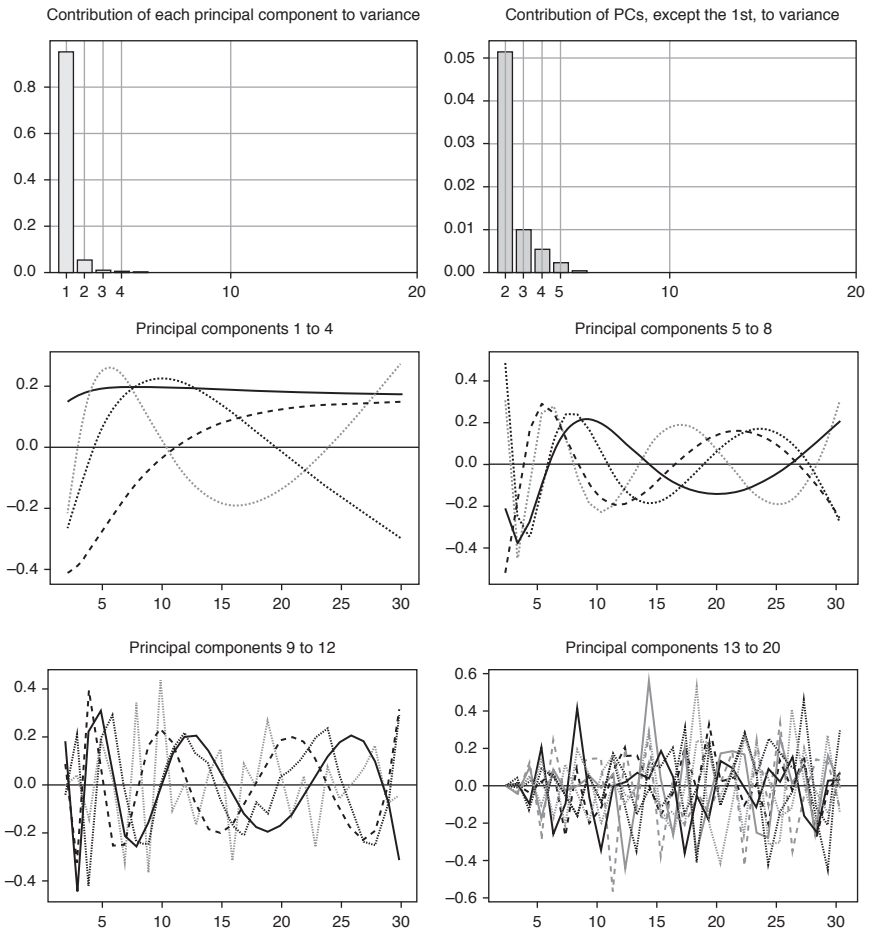 Contribution of each principal component to variance
0.8
0.6
0.4
0.2
0.0
1 2 3 4 10 20
Contribution of PCs, except the 1st, to variance
0.05
0.04
0.03
0.02
0.01
0.00
2 3 4 5 10 20
Principal components 1 to 4
0.2
0.0
−0.2
−0.4
5 10 15 20 25 30
Principal components 5 to 8
0.4
0.2
0.0
−0.2
−0.4
5 10 15 20 25 30
Principal components 9 to 12
0.4
0.2
0.0
−0.2
−0.4
5 10 15 20 25 30
Principal components 13 to 20
0.6
0.4
0.2
0.0
−0.2
−0.4
−0.6
5 10 15 20 25 30